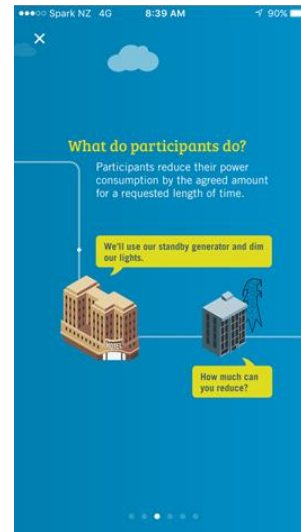 ●●●○○ Spark NZ 4G 8:39 AM 90%
What do participants do?
Participants reduce their power
consumption by the agreed amount
for a requested length of time.
We'll use our standby generator and dim
our lights.
HOTEL
How much can
you reduce?